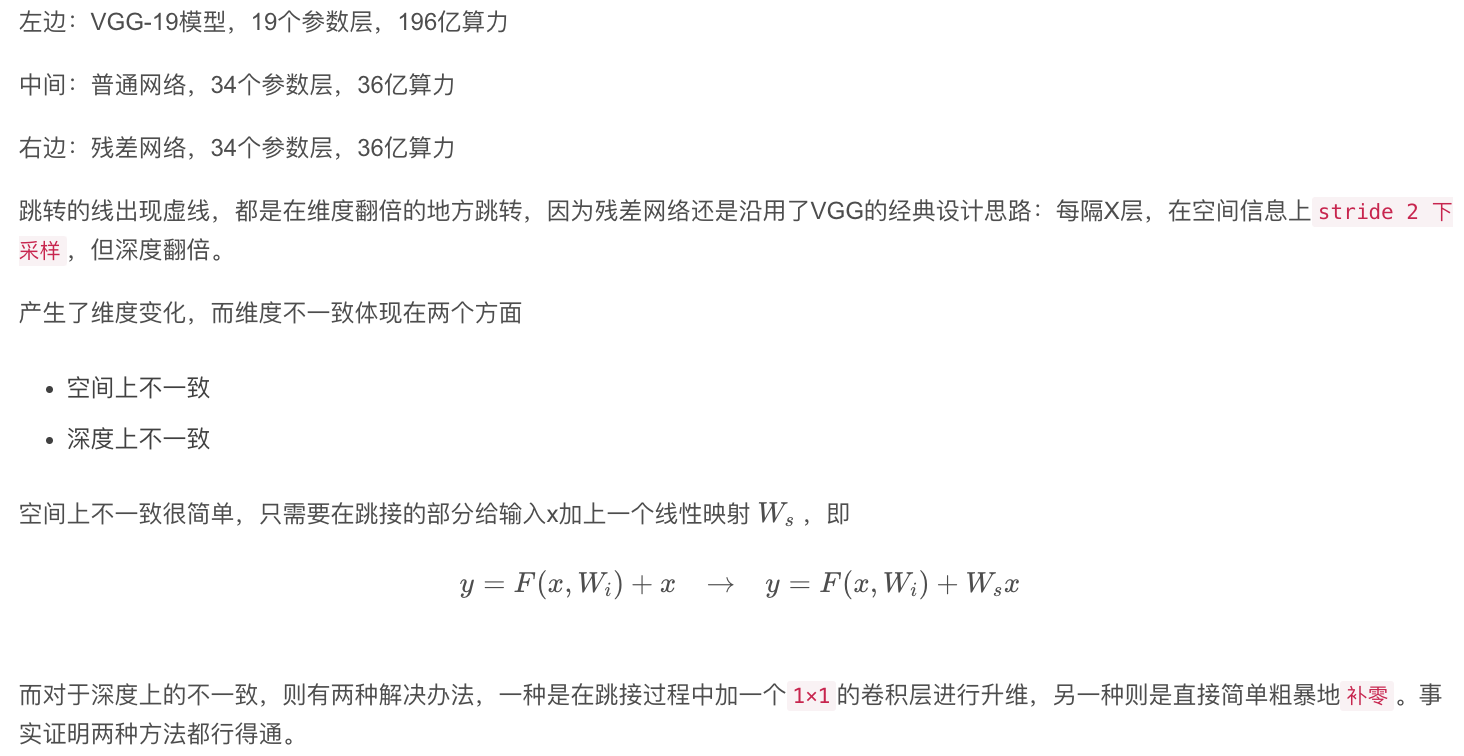 左边：VGG-19模型，19个参数层，196亿算力
中间：普通网络，34个参数层，36亿算力
右边：残差网络，34个参数层，36亿算力
跳转的线出现虚线，都是在维度翻倍的地方跳转，因为残差网络还是沿用了VGG的经典设计思路：每隔X层，在空间信息上stride 2 下
采样，但深度翻倍。
产生了维度变化，而维度不一致体现在两个方面
• 空间上不一致
• 深度上不一致
空间上不一致很简单，只需要在跳接的部分给输入x加上一个线性映射 W_s ，即
y = F(x, W_i) + x → y = F(x, W_i) + W_s x
而对于深度上的不一致，则有两种解决办法，一种是在跳接过程中加一个1×1的卷积层进行升维，另一种则是直接简单粗暴地补零。事
实证明两种方法都行得通。